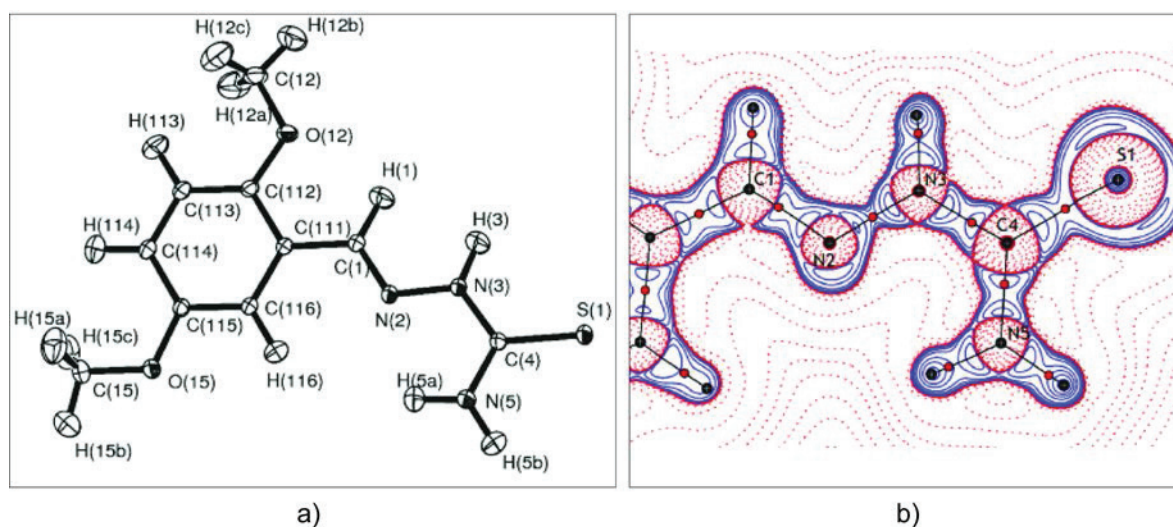 H(12c)
H(12b)
C(12)
H(12a)
H(113)
O(12)
H(1)
C(112)
C(113)
H(3)
H(114)
C(111)
C(114)
C(1)
N(3)
S(1)
H(15a)
N(2)
C(115)
C(116)
H(15c)
C(4)
C(15)
O(15)
H(116)
H(5a)
N(5)
H(15b)
H(5b)
a)
S1
C1
N3
N2
C4
N5
b)